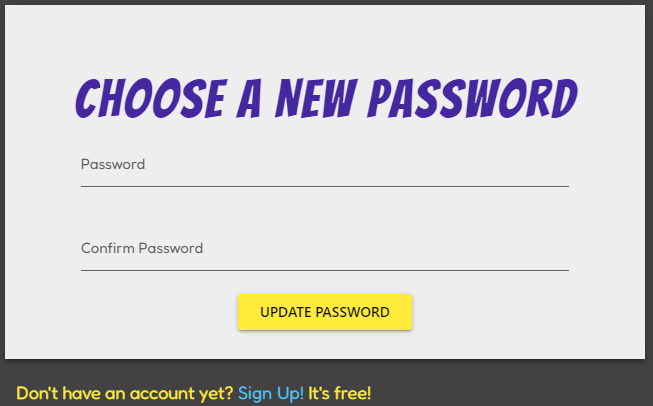 CHOOSE A NEW PASSWORD
Password
Confirm Password
UPDATE PASSWORD
Don't have an account yet? Sign Up! It's free!